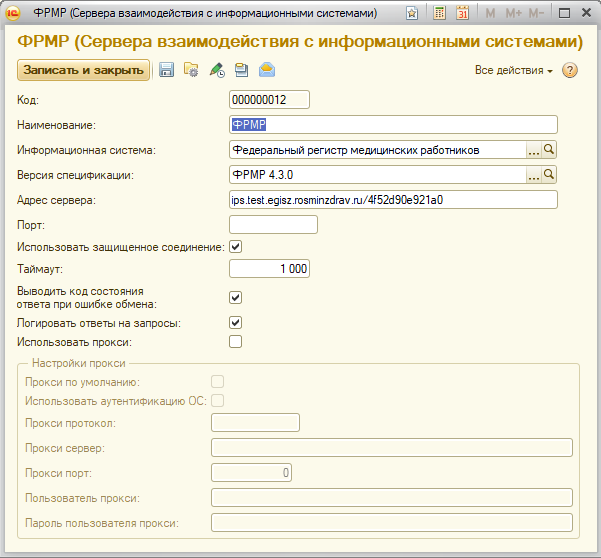 1С ФРМР (Сервера взаимодействия с информационными системами) 31 M M+ M-
ФРМР (Сервера взаимодействия с информационными системами)
Записать и закрыть Все действия ?
Код: 000000012
Наименование: ФРМР
Информационная система: Федеральный регистр медицинских работников ...
Версия спецификации: ФРМР 4.3.0 ...
Адрес сервера: ips.test.egisz.rosminzdrav.ru/4f52d90e921a0
Порт:
Использовать защищенное соединение:
Таймаут: 1 000
Выводить код состояния
ответа при ошибке обмена:
Логировать ответы на запросы:
Использовать прокси:
Настройки прокси
Прокси по умолчанию:
Использовать аутентификацию ОС:
Прокси протокол:
Прокси сервер:
Прокси порт: 0
Пользователь прокси:
Пароль пользователя прокси: